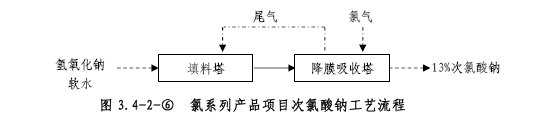 尾气
氯气
氢氧化钠
软水
填料塔
降膜吸收塔
13%次氯酸钠
图 3.4-2-⑥ 氯系列产品项目次氯酸钠工艺流程